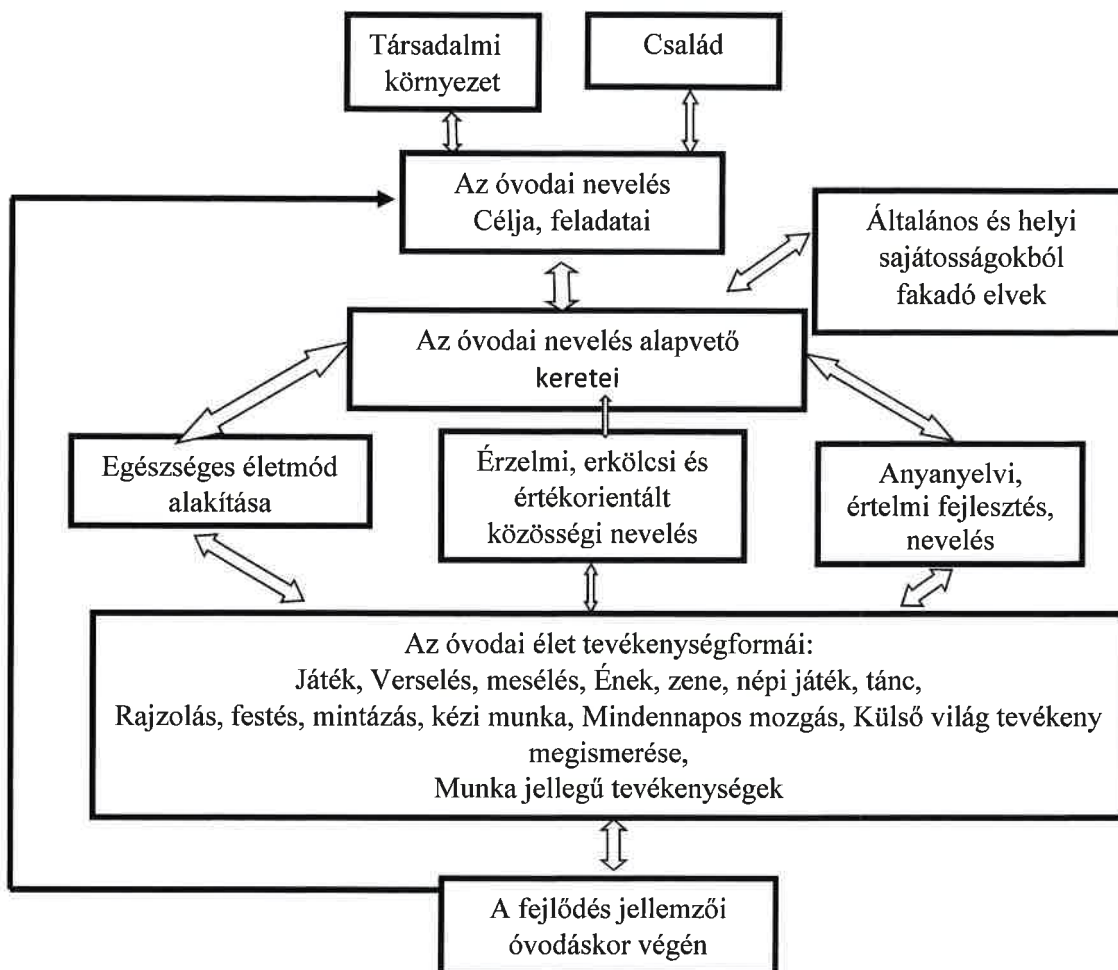 Társadalmi
környezet
Család
Az óvodai nevelés
Célja, feladatai
Általános és helyi
sajátosságokból
fakadó elvek
Az óvodai nevelés alapvető
keretei
Egészséges életmód
alakítása
Érzelmi, erkölcsi és
értékorientált
közösségi nevelés
Anyanyelvi,
értelmi fejlesztés,
nevelés
Az óvodai élet tevékenységformái:
Játék, Verselés, mesélés, Ének, zene, népi játék, tánc,
Rajzolás, festés, mintázás, kézi munka, Mindennapos mozgás, Külső világ tevékeny
megismerése,
Munka jellegű tevékenységek
A fejlődés jellemzői
óvodáskor végén